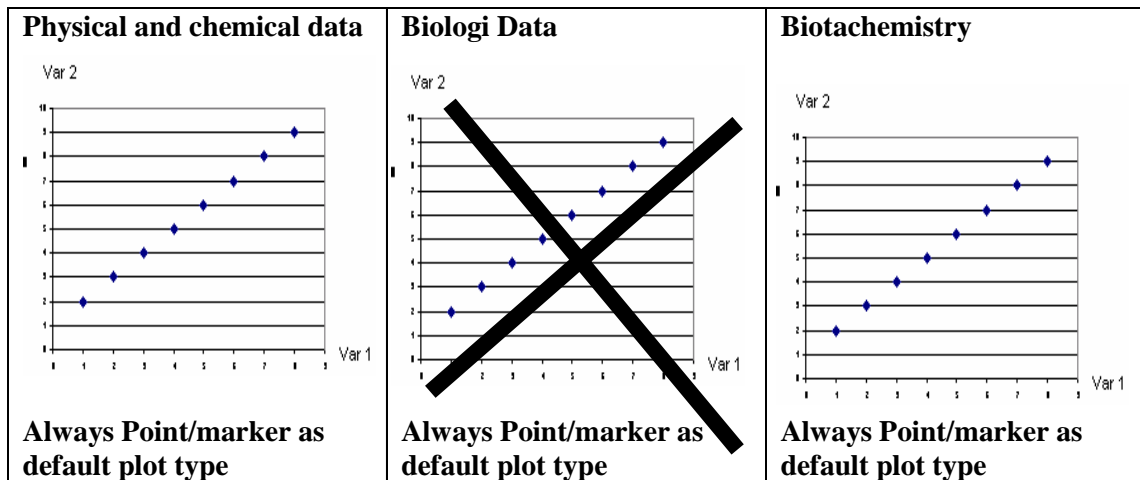 Physical and chemical data
Var 2
Var 1
Always Point/marker as
default plot type
Biologi Data
Var 2
Var 1
Always Point/marker as
default plot type
Biotachemistry
Var 2
Var 1
Always Point/marker as
default plot type